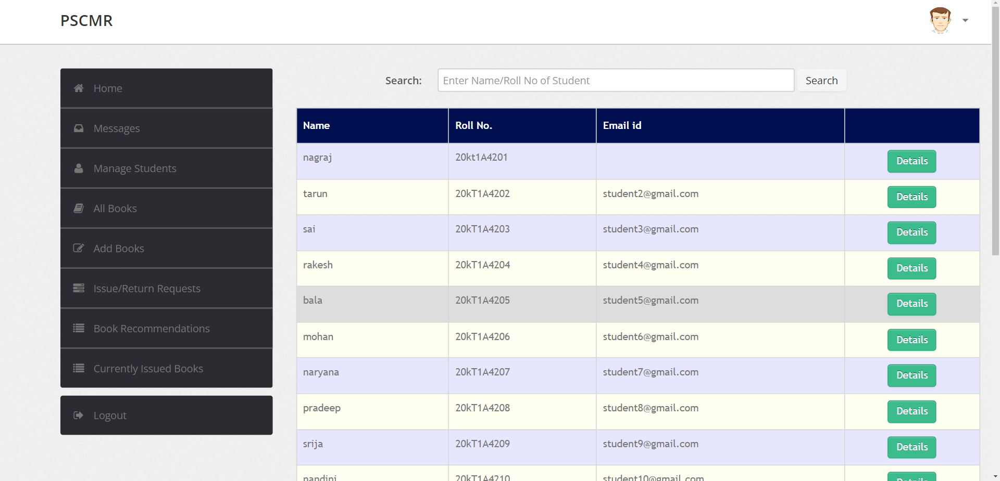 PSCMR
Home
Messages
Manage Students
All Books
Add Books
Issue/Return Requests
Book Recommendations
Currently Issued Books
Logout
Search: Enter Name/Roll No of Student Search
Name Roll No. Email id
nagraj 20kt1A4201 Details
tarun 20kT1A4202 student2@gmail.com Details
sai 20kT1A4203 student3@gmail.com Details
rakesh 20kT1A4204 student4@gmail.com Details
bala 20kT1A4205 student5@gmail.com Details
mohan 20kT1A4206 student6@gmail.com Details
naryana 20kT1A4207 student7@gmail.com Details
pradeep 20kT1A4208 student8@gmail.com Details
srija 20kT1A4209 student9@gmail.com Details
nandini 20kT1A4210 student10@gmail.com Details